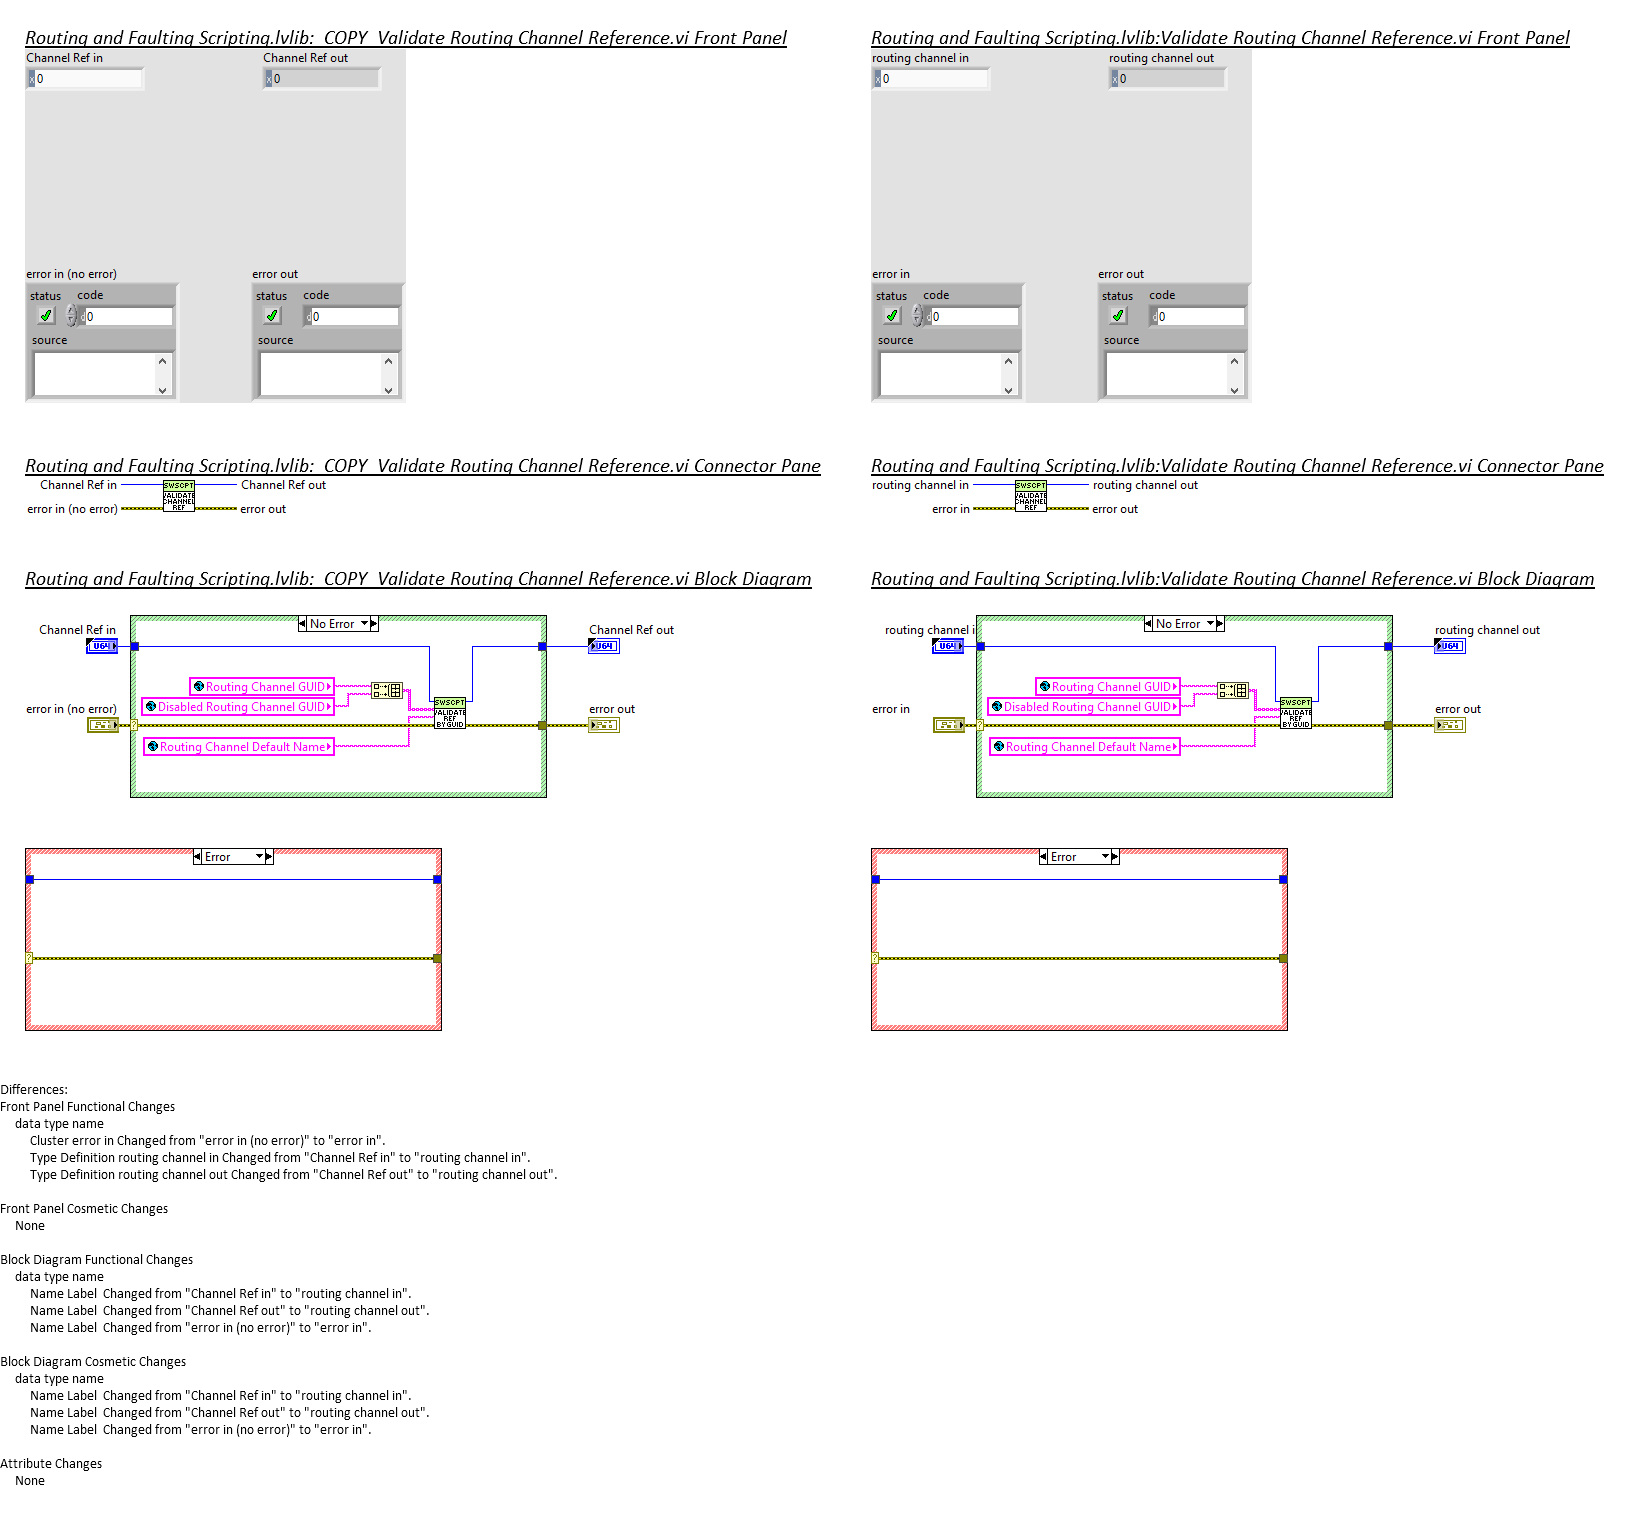 Routing and Faulting Scripting.lvlib:_COPY_Validate Routing Channel Reference.vi Front Panel
Channel Ref in
Channel Ref out
x 0
x 0
error in (no error)
error out
status code
status code
d 0
d 0
source
source
Routing and Faulting Scripting.lvlib:Validate Routing Channel Reference.vi Front Panel
routing channel in
routing channel out
x 0
x 0
error in
error out
status code
status code
d 0
d 0
source
source
Routing and Faulting Scripting.lvlib:_COPY_Validate Routing Channel Reference.vi Connector Pane
Channel Ref in
SWSCPT
VALIDATE
CHANNEL
REF
Channel Ref out
error in (no error)
error out
Routing and Faulting Scripting.lvlib:Validate Routing Channel Reference.vi Connector Pane
routing channel in
SWSCPT
VALIDATE
CHANNEL
REF
routing channel out
error in
error out
Routing and Faulting Scripting.lvlib:_COPY_Validate Routing Channel Reference.vi Block Diagram
No Error
Channel Ref in
U64
Channel Ref out
U64
Routing Channel GUID
Disabled Routing Channel GUID
SWSCPT
VALIDATE
REF
BY GUID
error in (no error)
?
error out
Routing Channel Default Name
Error
?
Routing and Faulting Scripting.lvlib:Validate Routing Channel Reference.vi Block Diagram
No Error
routing channel i
U64
routing channel out
U64
Routing Channel GUID
Disabled Routing Channel GUID
SWSCPT
VALIDATE
REF
BY GUID
error in
?
error out
Routing Channel Default Name
Error
?
Differences:
Front Panel Functional Changes
data type name
Cluster error in Changed from "error in (no error)" to "error in".
Type Definition routing channel in Changed from "Channel Ref in" to "routing channel in".
Type Definition routing channel out Changed from "Channel Ref out" to "routing channel out".
Front Panel Cosmetic Changes
None
Block Diagram Functional Changes
data type name
Name Label  Changed from "Channel Ref in" to "routing channel in".
Name Label  Changed from "Channel Ref out" to "routing channel out".
Name Label  Changed from "error in (no error)" to "error in".
Block Diagram Cosmetic Changes
data type name
Name Label  Changed from "Channel Ref in" to "routing channel in".
Name Label  Changed from "Channel Ref out" to "routing channel out".
Name Label  Changed from "error in (no error)" to "error in".
Attribute Changes
None